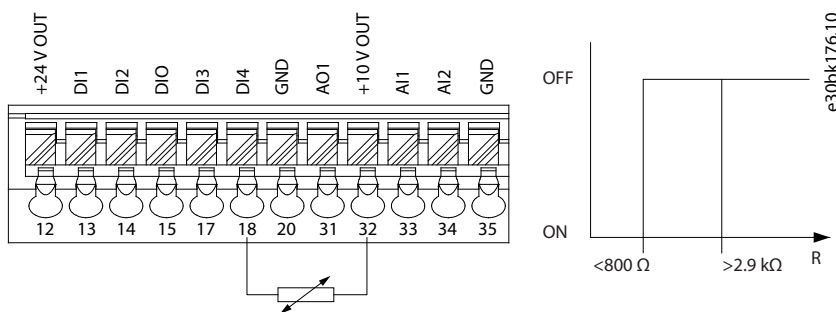 +24 V OUT DI1 DI2 DIO DI3 DI4 GND AO1 +10 V OUT AI1 AI2 GND
12 13 14 15 17 18 20 31 32 33 34 35
OFF
ON
<800 Ω >2.9 kΩ
R
e30bk176.10